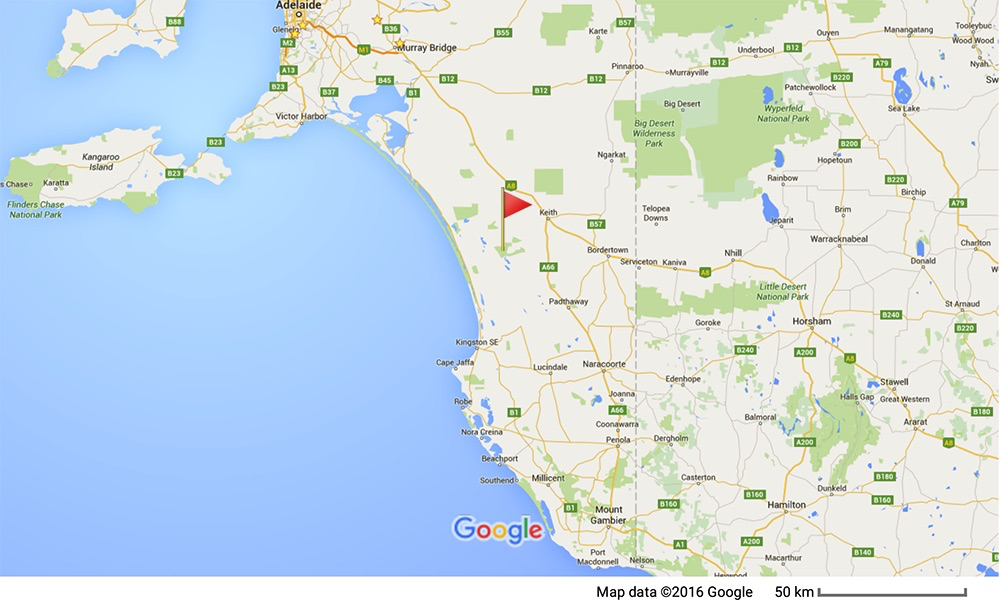 Adelaide
Glenelg
B88
B36
M2
M1
Murray Bridge
B55
Karte
B57
Ouyen
Manangatang
Tooleybuc
Wood Wood
Nyah
Sw
Underbool
B12
Pinnaroo
Murrayville
B12
B220
A79
Patchewollock
A13
B23
B37
B45
B1
B12
B12
B12
Victor Harbor
Big Desert
Big Desert
Wilderness
Park
Wyperfeld
National Park
Sea Lake
B23
Kangaroo
Island
B23
s Chase
Karatta
Flinders Chase
National Park
Ngarkat
Hopetoun
B200
Rainbow
B220
Birchip
A79
A8
Keith
Telopea
Downs
Jeparit
Brim
B57
Warracknabeal
Charlton
Bordertown
Serviceton
Kaniva
Nhill
A8
Donald
A66
Little Desert
National Park
Padthaway
St Arnaud
B240
B220
Goroke
Horsham
Kingston SE
Cape Jaffa
Lucindale
Naracoorte
B240
A200
A8
Edenhope
Stawell
Joanna
Halls Gap
Great Western
Robe
B1
A66
Coonawarra
Balmoral
B180
Ararat
Nora Creina
Penola
Dergholm
A200
A8
Beachport
Southend
Millicent
Casterton
B180
Dunkeld
B160
B160
B160
Hamilton
B1
Mount
Gambier
Google
A1
A200
Port
Macdonnell
Nelson
Macarthur
B140
B
Heywood
Map data ©2016 Google
50 km